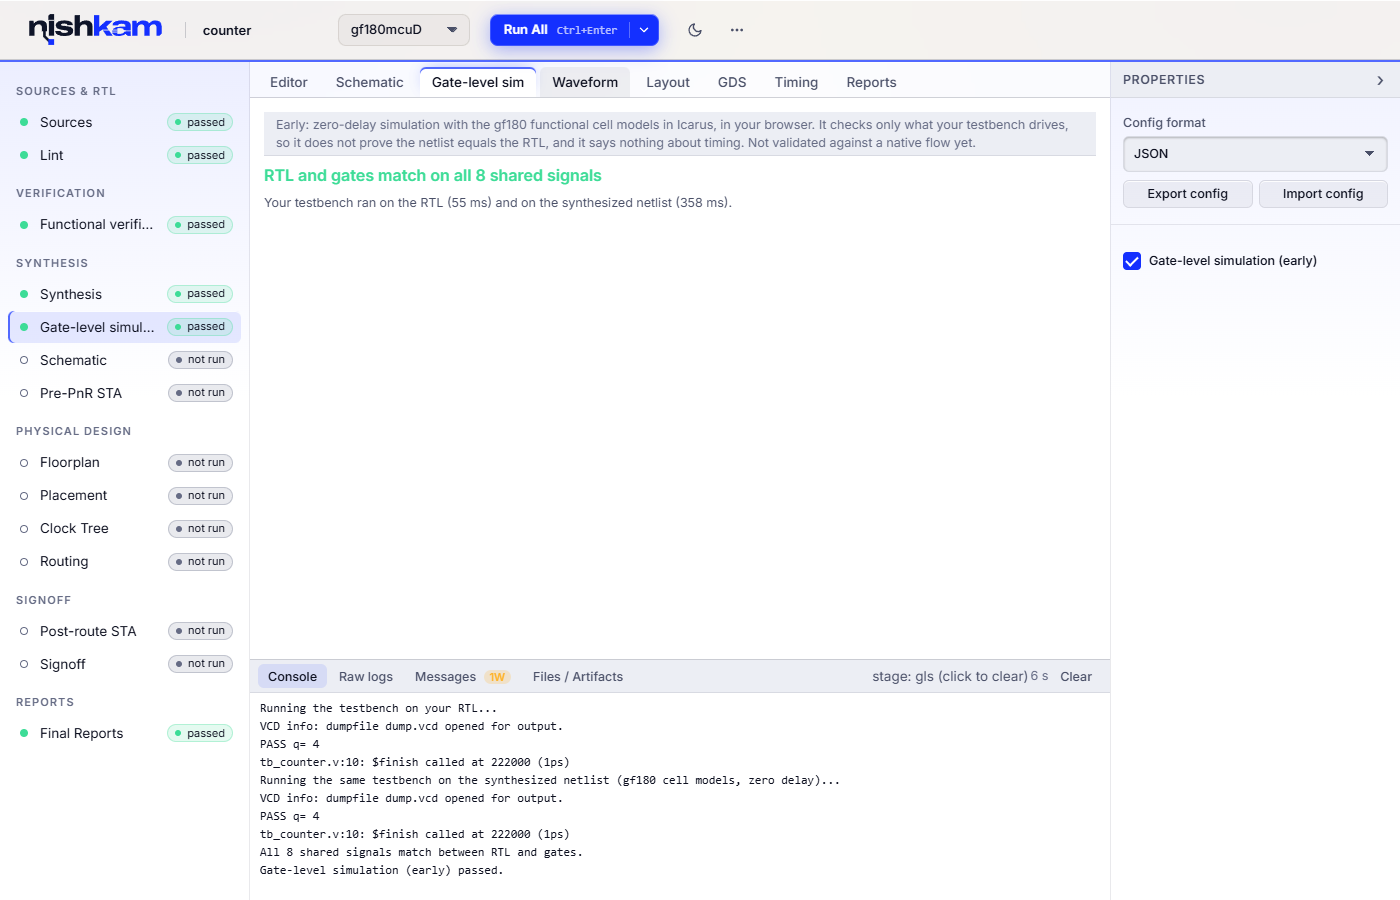 nishkam
counter
gf180mcuD
Run All Ctrl+Enter
SOURCES & RTL
Sources passed
Lint passed
VERIFICATION
Functional verifi... passed
SYNTHESIS
Synthesis passed
Gate-level simul... passed
Schematic not run
Pre-PnR STA not run
PHYSICAL DESIGN
Floorplan not run
Placement not run
Clock Tree not run
Routing not run
SIGNOFF
Post-route STA not run
Signoff not run
REPORTS
Final Reports passed
Editor Schematic Gate-level sim Waveform Layout GDS Timing Reports
Early: zero-delay simulation with the gf180 functional cell models in Icarus, in your browser. It checks only what your testbench drives,
so it does not prove the netlist equals the RTL, and it says nothing about timing. Not validated against a native flow yet.
RTL and gates match on all 8 shared signals
Your testbench ran on the RTL (55 ms) and on the synthesized netlist (358 ms).
Console Raw logs Messages 1W Files / Artifacts stage: gls (click to clear) 6 s Clear
Running the testbench on your RTL...
VCD info: dumpfile dump.vcd opened for output.
PASS q= 4
tb_counter.v:10: $finish called at 222000 (1ps)
Running the same testbench on the synthesized netlist (gf180 cell models, zero delay)...
VCD info: dumpfile dump.vcd opened for output.
PASS q= 4
tb_counter.v:10: $finish called at 222000 (1ps)
All 8 shared signals match between RTL and gates.
Gate-level simulation (early) passed.
PROPERTIES
Config format
JSON
Export config Import config
Gate-level simulation (early)